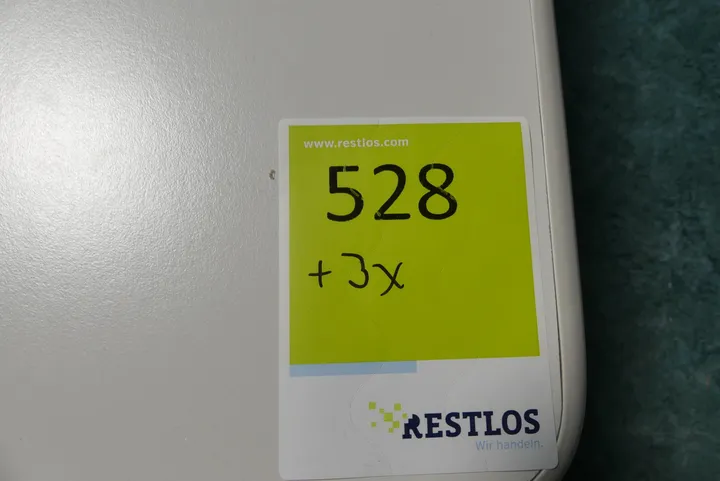 www.restlos.com
528
+ 3x
RESTLOS
Wir handeln.